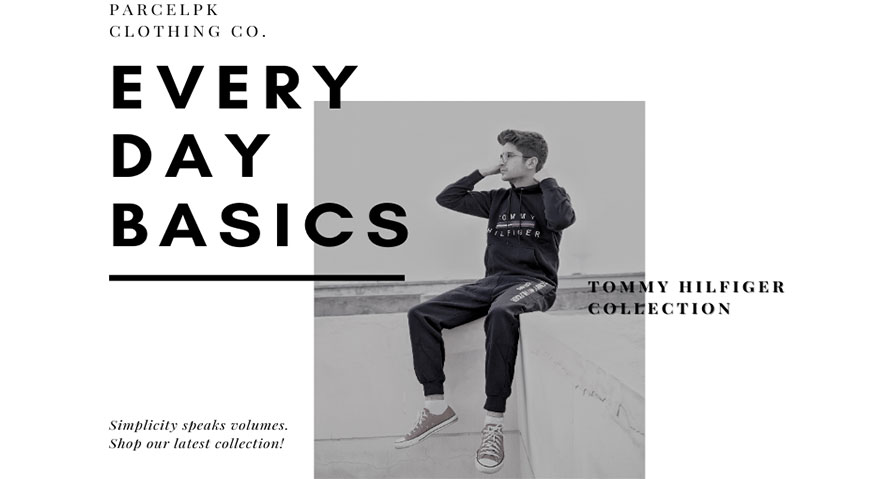 PARCELPK
CLOTHING CO.
EVERY
DAY
BASICS
TOMMY
HILFIGER
TOMMY HILFIGER
COLLECTION
Simplicity speaks volumes.
Shop our latest collection!